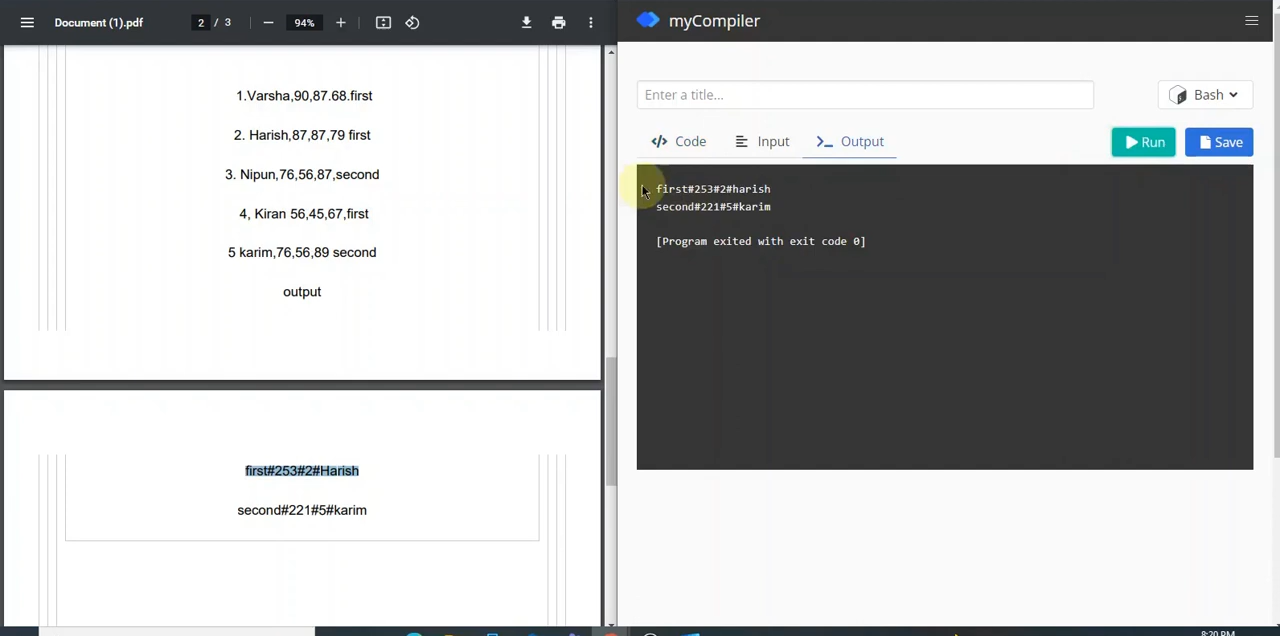 Document (1).pdf
2 / 3
94%
1.Varsha,90,87.68.first
2. Harish,87,87,79 first
3. Nipun,76,56,87,second
4, Kiran 56,45,67,first
5 karim,76,56,89 second
output
first#253#2#Harish
second#221#5#karim
myCompiler
Enter a title...
Bash
Code
Input
Output
Run
Save
first#253#2#harish
second#221#5#karim
[Program exited with exit code 0]
8:20 PM